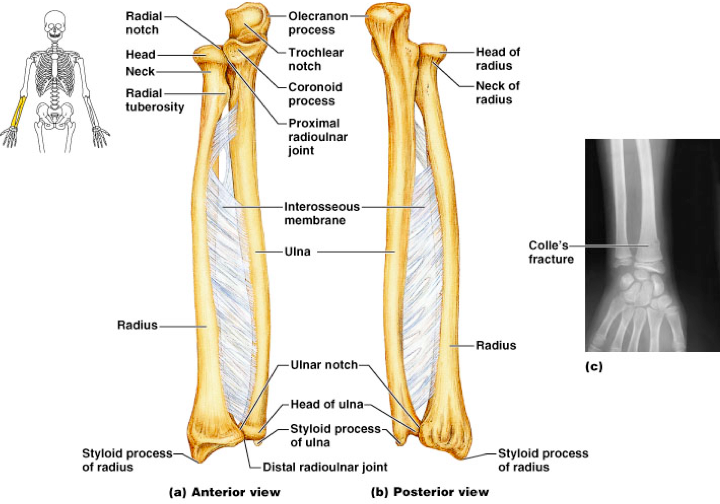 Radial
notch
Head
Neck
Radial
tuberosity
Olecranon
process
Trochlear
notch
Coronoid
process
Proximal
radioulnar
joint
Interosseous
membrane
Ulna
Radius
Ulnar notch
Head of ulna
Styloid process
of ulna
Distal radioulnar joint
Styloid process
of radius
(a) Anterior view
Head of
radius
Neck of
radius
Radius
Styloid process
of radius
(b) Posterior view
Colle's
fracture
(c)